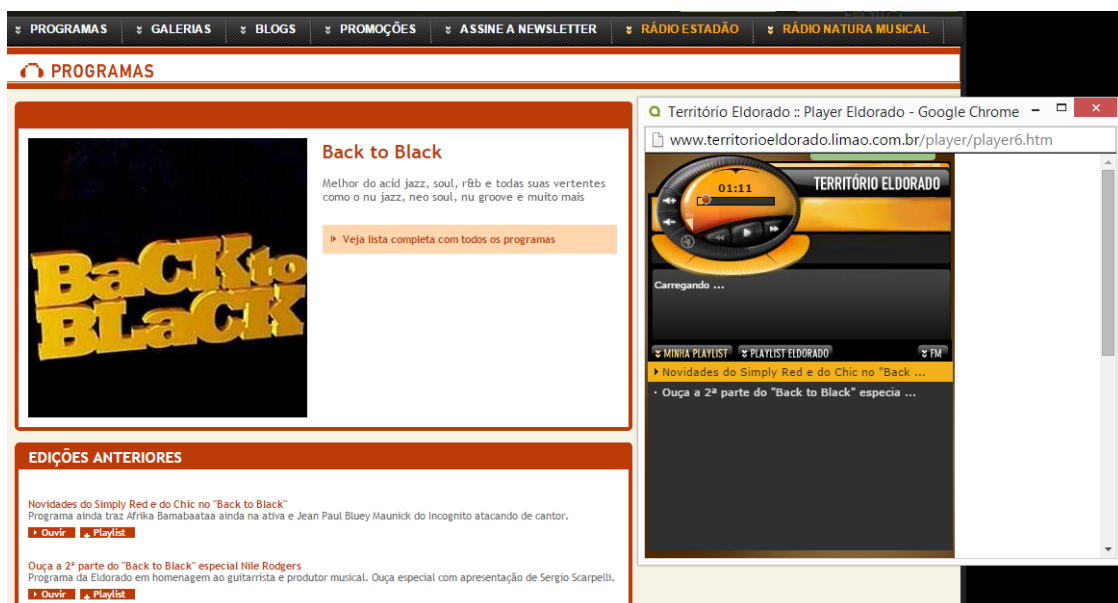 PROGRAMAS GALERIAS BLOGS PROMOÇÕES ASSINE A NEWSLETTER RÁDIO ESTADÃO RÁDIO NATURA MUSICAL
PROGRAMAS
BaCK to
BLaCK
Back to Black
Melhor do acid jazz, soul, r&b e todas suas vertentes
como o nu jazz, neo soul, nu groove e muito mais
Veja lista completa com todos os programas
EDIÇÕES ANTERIORES
Novidades do Simply Red e do Chic no "Back to Black"
Programa ainda traz Afrika Bamabaataa ainda na ativa e Jean Paul Bluey Maunick do Incognito atacando de cantor.
Ouvir + Playlist
Ouça a 2ª parte do "Back to Black" especial Nile Rodgers
Programa da Eldorado em homenagem ao guitarrista e produtor musical. Ouça especial com apresentação de Sergio Scarpelli.
Ouvir + Playlist
Território Eldorado :: Player Eldorado - Google Chrome
www.territorioeldorado.limao.com.br/player/player6.htm
01:11
TERRITÓRIO ELDORADO
Carregando ...
MINHA PLAYLIST PLAYLIST ELDORADO FM
Novidades do Simply Red e do Chic no "Back ...
Ouça a 2ª parte do "Back to Black" especia ...